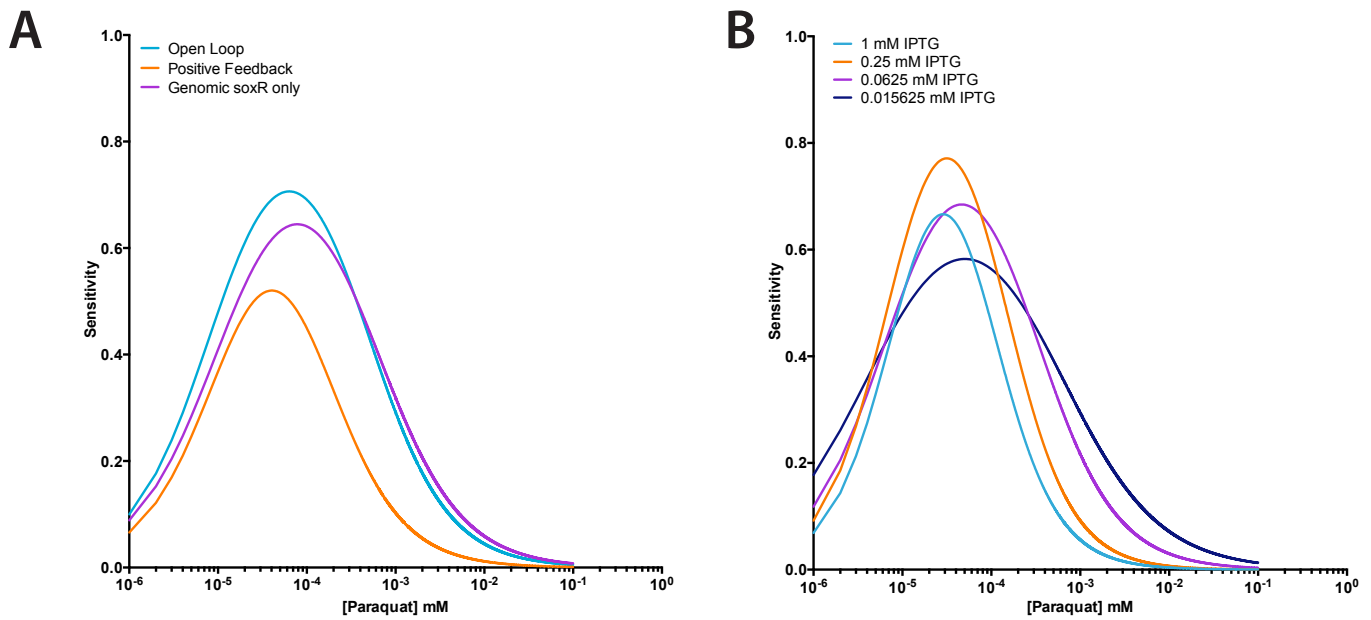 A
Open Loop
Positive Feedback
Genomic soxR only
Sensitivity
1.0
0.8
0.6
0.4
0.2
0.0
10-6
10-5
10-4
10-3
10-2
10-1
100
[Paraquat] mM
B
1 mM IPTG
0.25 mM IPTG
0.0625 mM IPTG
0.015625 mM IPTG
Sensitivity
1.0
0.8
0.6
0.4
0.2
0.0
10-6
10-5
10-4
10-3
10-2
10-1
100
[Paraquat] mM